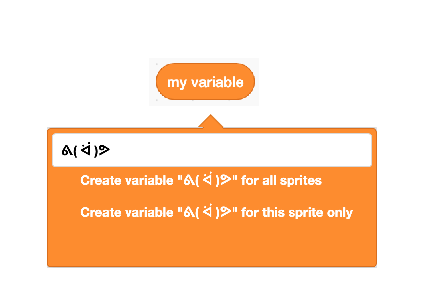 my variable
ᕕ( ᐛ )ᕗ
Create variable "ᕕ( ᐛ )ᕗ" for all sprites
Create variable "ᕕ( ᐛ )ᕗ" for this sprite only